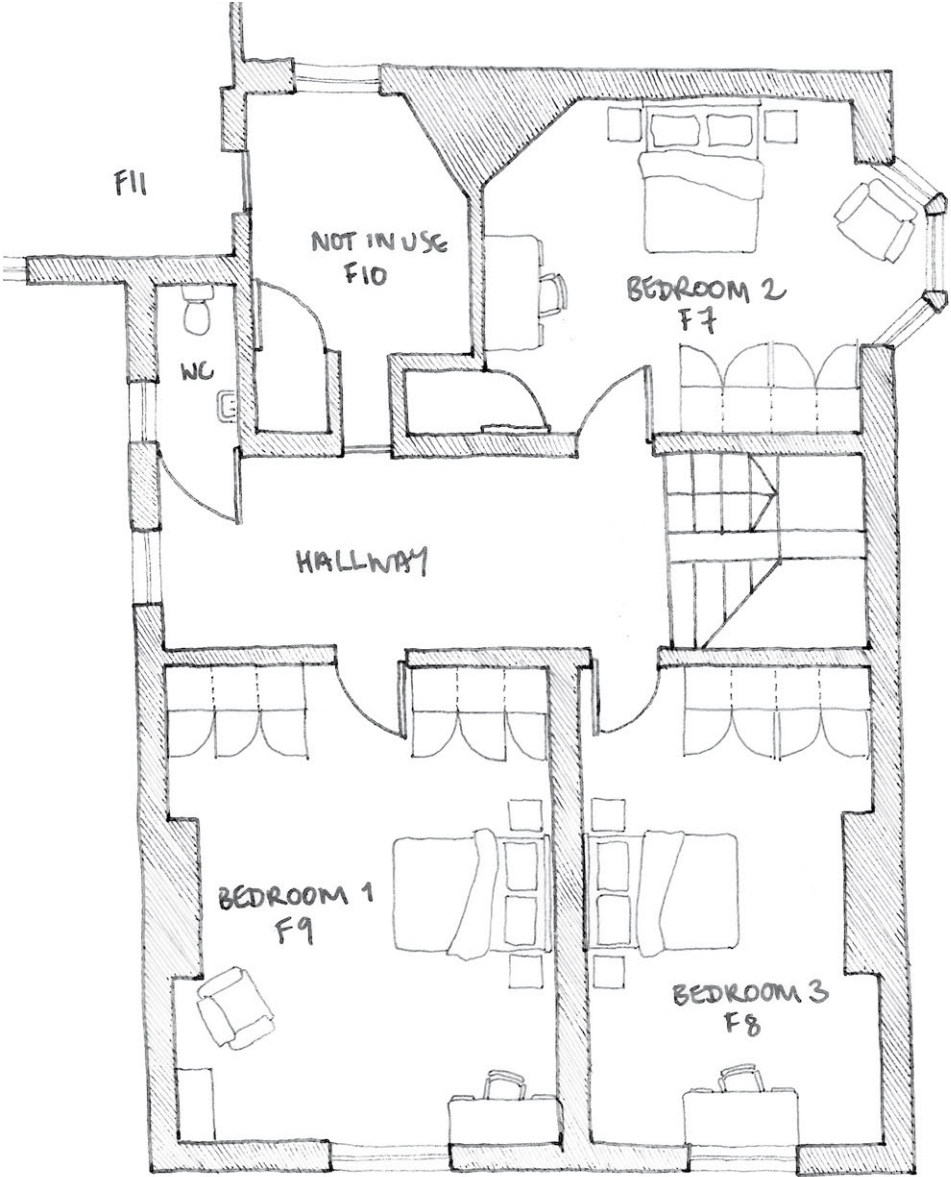 F11
NOT IN USE
F10
BEDROOM 2
F7
WC
HALLWAY
BEDROOM 1
F9
BEDROOM 3
F8